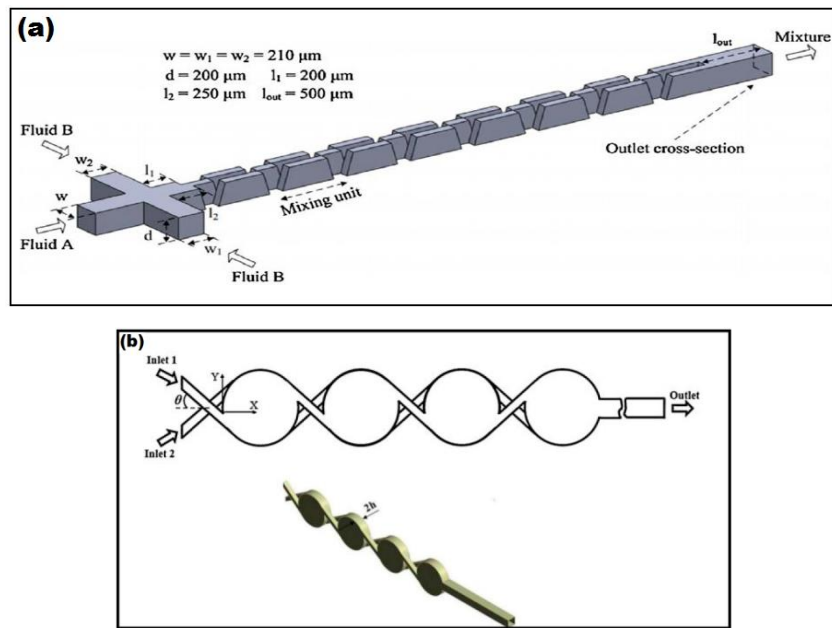 (a)
w = w₁ = w₂ = 210 μm
d = 200 μm l₁ = 200 μm
l₂ = 250 μm lₒᵤₜ = 500 μm
lₒᵤₜ
Mixture
Fluid B
w₂
l₁
Outlet cross-section
w
Mixing unit
l₂
Fluid A
d
w₁
Fluid B
(b)
Inlet 1
Y
θ
X
Outlet
Inlet 2
2h